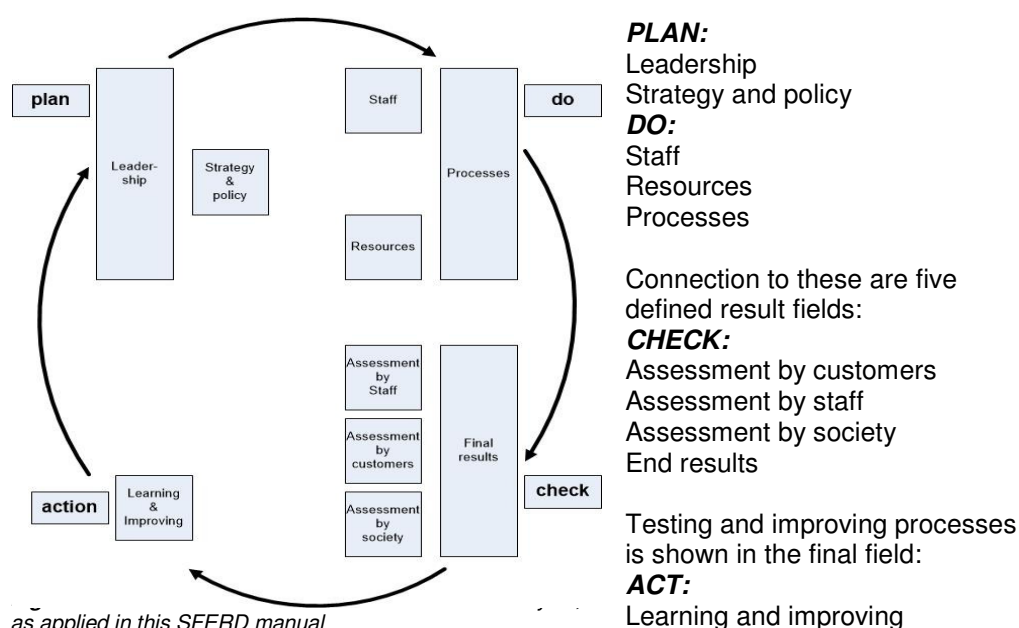 plan
Leader-
ship
Strategy
&
policy
Staff
Resources
Processes
do
Assessment
by
Staff
Assessment
by
customers
Assessment
by
society
Final
results
check
action
Learning
&
Improving
as applied in this SFERD manual
PLAN:
Leadership
Strategy and policy
DO:
Staff
Resources
Processes
Connection to these are five
defined result fields:
CHECK:
Assessment by customers
Assessment by staff
Assessment by society
End results
Testing and improving processes
is shown in the final field:
ACT:
Learning and improving